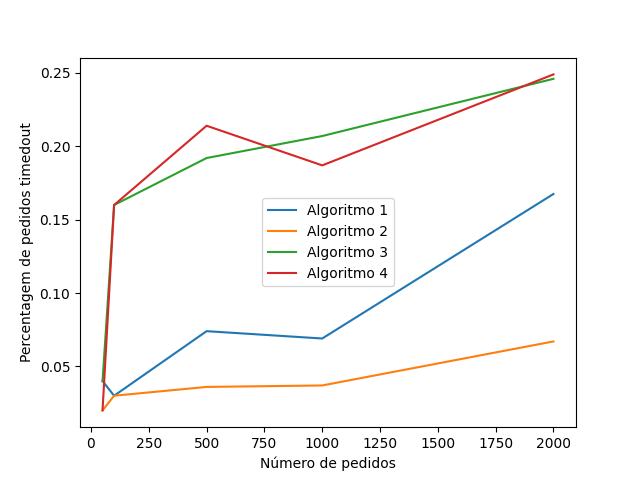 0.25
0.20
0.15
0.10
0.05
Percentagem de pedidos timedout
Algoritmo 1
Algoritmo 2
Algoritmo 3
Algoritmo 4
0 250 500 750 1000 1250 1500 1750 2000
Número de pedidos